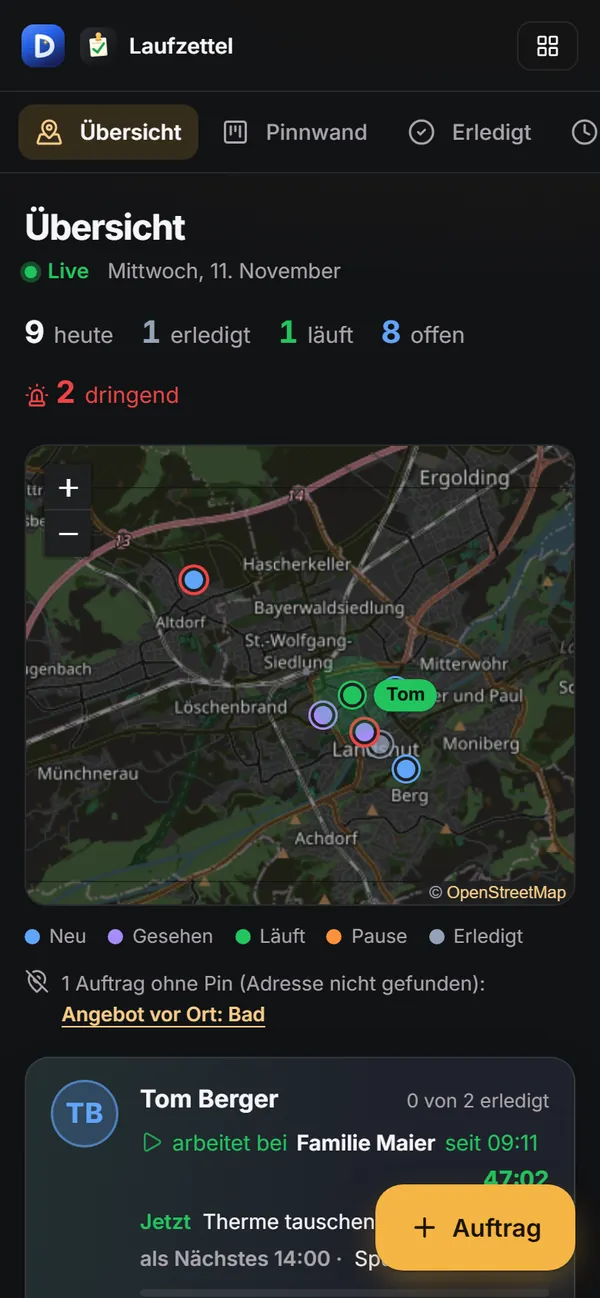 D Laufzettel
Übersicht Pinnwand Erledigt
Übersicht
Live Mittwoch, 11. November
9 heute 1 erledigt 1 läuft 8 offen
2 dringend
+
−
Ergolding
14
13
Hascherkeller
Altdorf
Bayerwaldsiedlung
St.-Wolfgang-
Siedlung
Mitterwöhr
genbach
Tom
er und Paul
Löschenbrand
Landshut
Moniberg
Münchnerau
Berg
Achdorf
© OpenStreetMap
Neu Gesehen Läuft Pause Erledigt
1 Auftrag ohne Pin (Adresse nicht gefunden):
Angebot vor Ort: Bad
TB Tom Berger 0 von 2 erledigt
arbeitet bei Familie Maier seit 09:11
47:02
Jetzt Therme tauschen
+ Auftrag
als Nächstes 14:00 ·